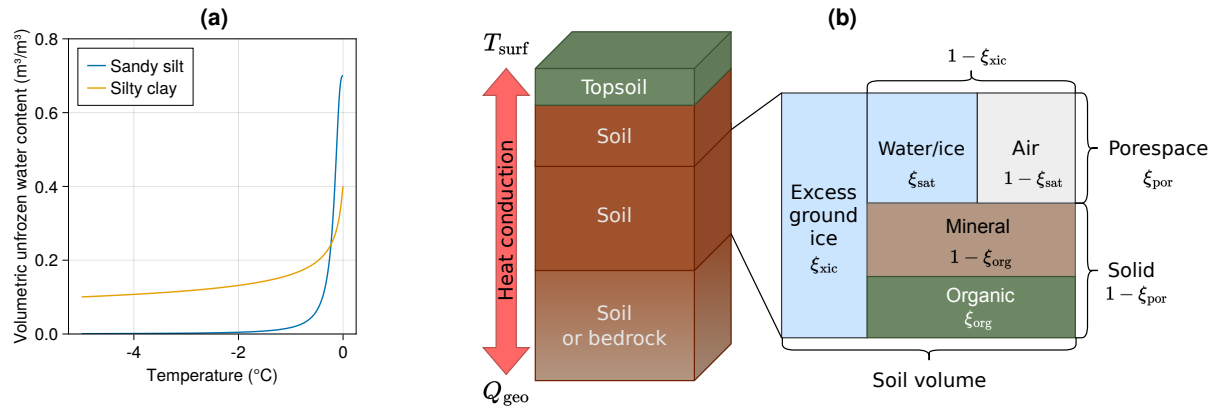 (a)
Volumetric unfrozen water content (m³/m³)
0.8
0.6
0.4
0.2
0.0
Sandy silt
Silty clay
-4
-2
0
Temperature (°C)
(b)
T_surf
Heat conduction
Q_geo
Topsoil
Soil
Soil
Soil
or bedrock
1 − ξ_xic
Excess
ground
ice
ξ_xic
Water/ice
ξ_sat
Air
1 − ξ_sat
Mineral
1 − ξ_org
Organic
ξ_org
Porespace
ξ_por
Solid
1 − ξ_por
Soil volume